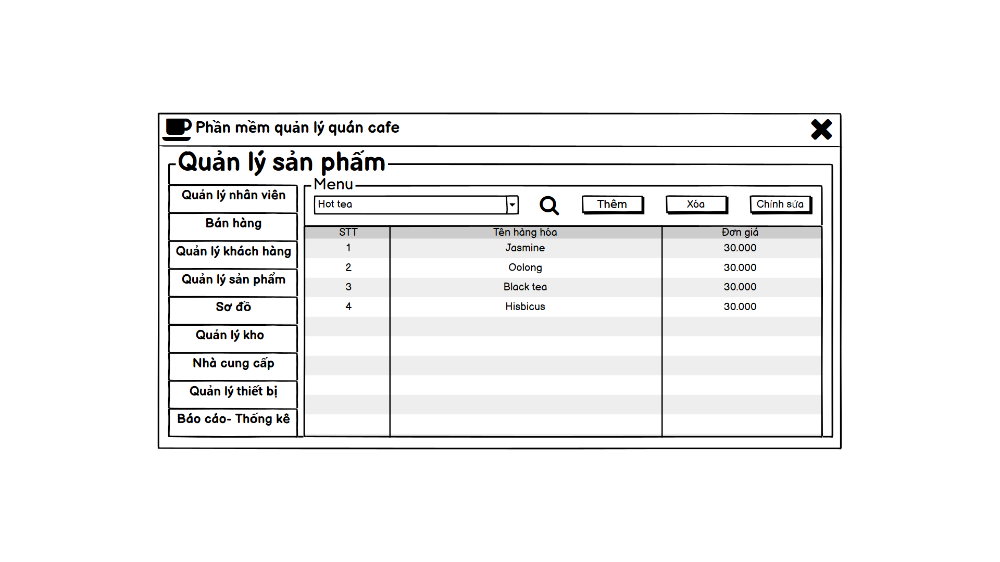 Phần mềm quản lý quán cafe
Quản lý sản phẩm
Menu
Hot tea
Thêm
Xóa
Chỉnh sửa
Quản lý nhân viên
Bán hàng
Quản lý khách hàng
Quản lý sản phẩm
Sơ đồ
Quản lý kho
Nhà cung cấp
Quản lý thiết bị
Báo cáo- Thống kê
STT Tên hàng hóa Đơn giá
1 Jasmine 30.000
2 Oolong 30.000
3 Black tea 30.000
4 Hisbicus 30.000